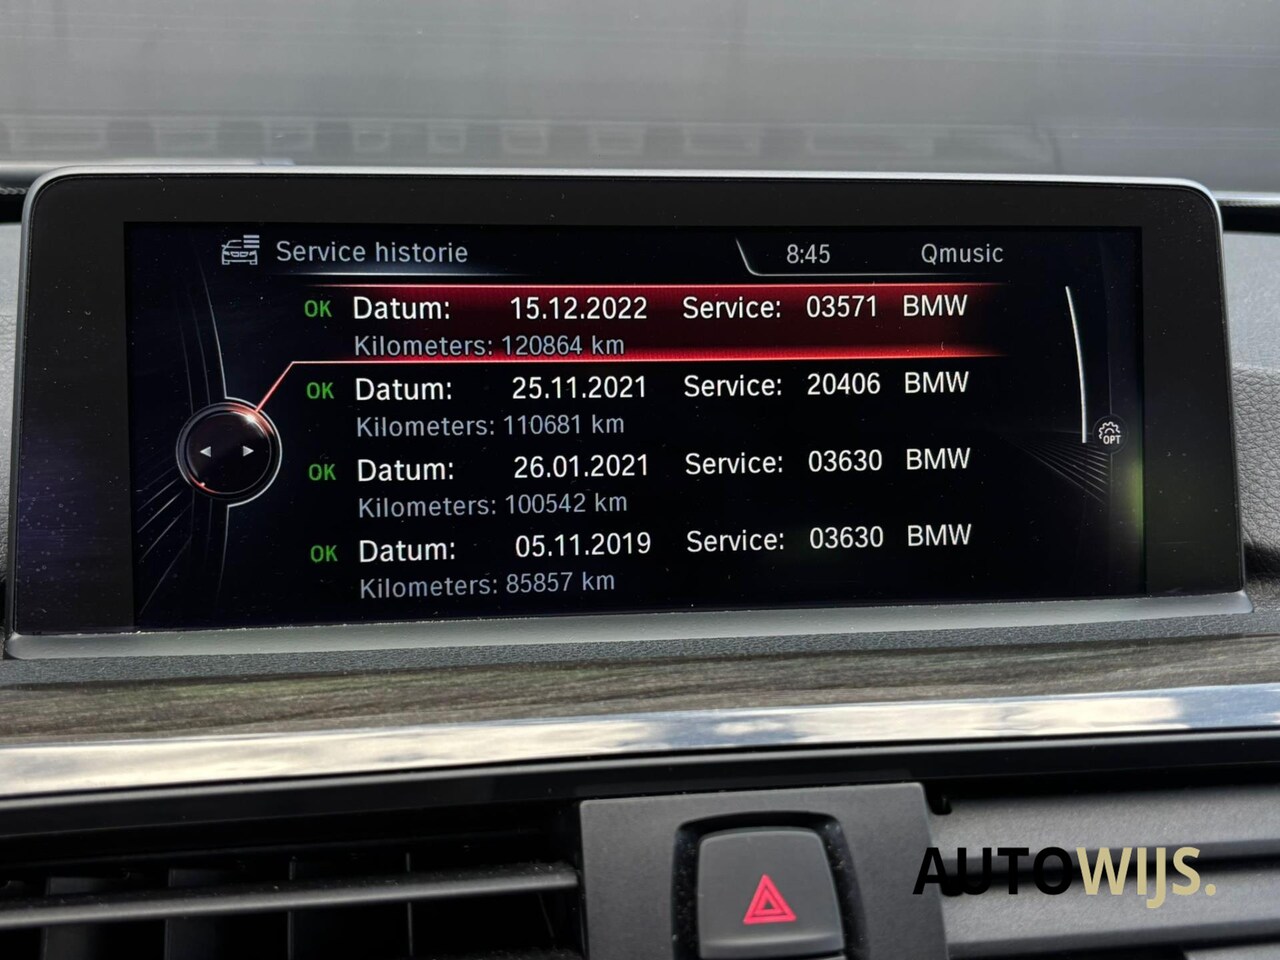 Service historie 8:45 Qmusic
OK Datum: 15.12.2022 Service: 03571 BMW
Kilometers: 120864 km
OK Datum: 25.11.2021 Service: 20406 BMW
Kilometers: 110681 km
OK Datum: 26.01.2021 Service: 03630 BMW
Kilometers: 100542 km
OK Datum: 05.11.2019 Service: 03630 BMW
Kilometers: 85857 km
OPT
AUTOWIJS.